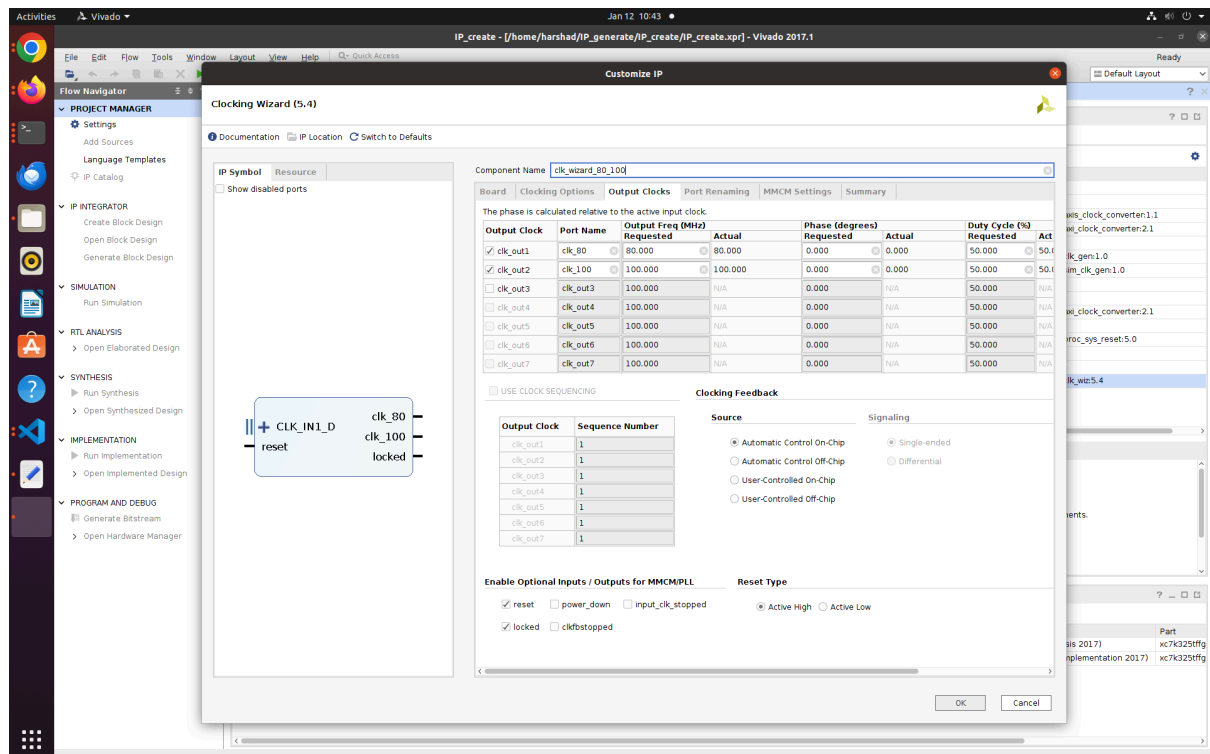 Activities Vivado Jan 12 10:43
IP_create - [/home/harshad/IP_generate/IP_create/IP_create.xpr] - Vivado 2017.1
File Edit Flow Tools Window Layout View Help Q- Quick Access Ready
Default Layout
Flow Navigator ?
PROJECT MANAGER
Settings
Add Sources
Language Templates
IP Catalog
IP INTEGRATOR
Create Block Design
Open Block Design
Generate Block Design
SIMULATION
Run Simulation
RTL ANALYSIS
Open Elaborated Design
SYNTHESIS
Run Synthesis
Open Synthesized Design
IMPLEMENTATION
Run Implementation
Open Implemented Design
PROGRAM AND DEBUG
Generate Bitstream
Open Hardware Manager
Customize IP
Clocking Wizard (5.4)
Documentation IP Location Switch to Defaults
IP Symbol Resource
Show disabled ports
CLK_IN1_D
reset
clk_80
clk_100
locked
Component Name clk_wizard_80_100
Board Clocking Options Output Clocks Port Renaming MMCM Settings Summary
The phase is calculated relative to the active input clock.
Output Clock Port Name Output Freq (MHz) Phase (degrees) Duty Cycle (%)
Requested Actual Requested Actual Requested Act
clk_out1 clk_80 80.000 80.000 0.000 0.000 50.000 50.0
clk_out2 clk_100 100.000 100.000 0.000 0.000 50.000 50.0
clk_out3 clk_out3 100.000 N/A 0.000 N/A 50.000 N/A
clk_out4 clk_out4 100.000 N/A 0.000 N/A 50.000 N/A
clk_out5 clk_out5 100.000 N/A 0.000 N/A 50.000 N/A
clk_out6 clk_out6 100.000 N/A 0.000 N/A 50.000 N/A
clk_out7 clk_out7 100.000 N/A 0.000 N/A 50.000 N/A
USE CLOCK SEQUENCING
Output Clock Sequence Number
clk_out1 1
clk_out2 1
clk_out3 1
clk_out4 1
clk_out5 1
clk_out6 1
clk_out7 1
Clocking Feedback
Source Signaling
Automatic Control On-Chip Single-ended
Automatic Control Off-Chip Differential
User-Controlled On-Chip
User-Controlled Off-Chip
Enable Optional Inputs / Outputs for MMCM/PLL Reset Type
reset power_down input_clk_stopped Active High Active Low
locked clkfbstopped
OK Cancel
axis_clock_converter:1.1
axi_clock_converter:2.1
clk_gen:1.0
sim_clk_gen:1.0
axi_clock_converter:2.1
proc_sys_reset:5.0
clk_wiz:5.4
ents.
Part
sis 2017) xc7k325tffg
nplementation 2017) xc7k325tffg